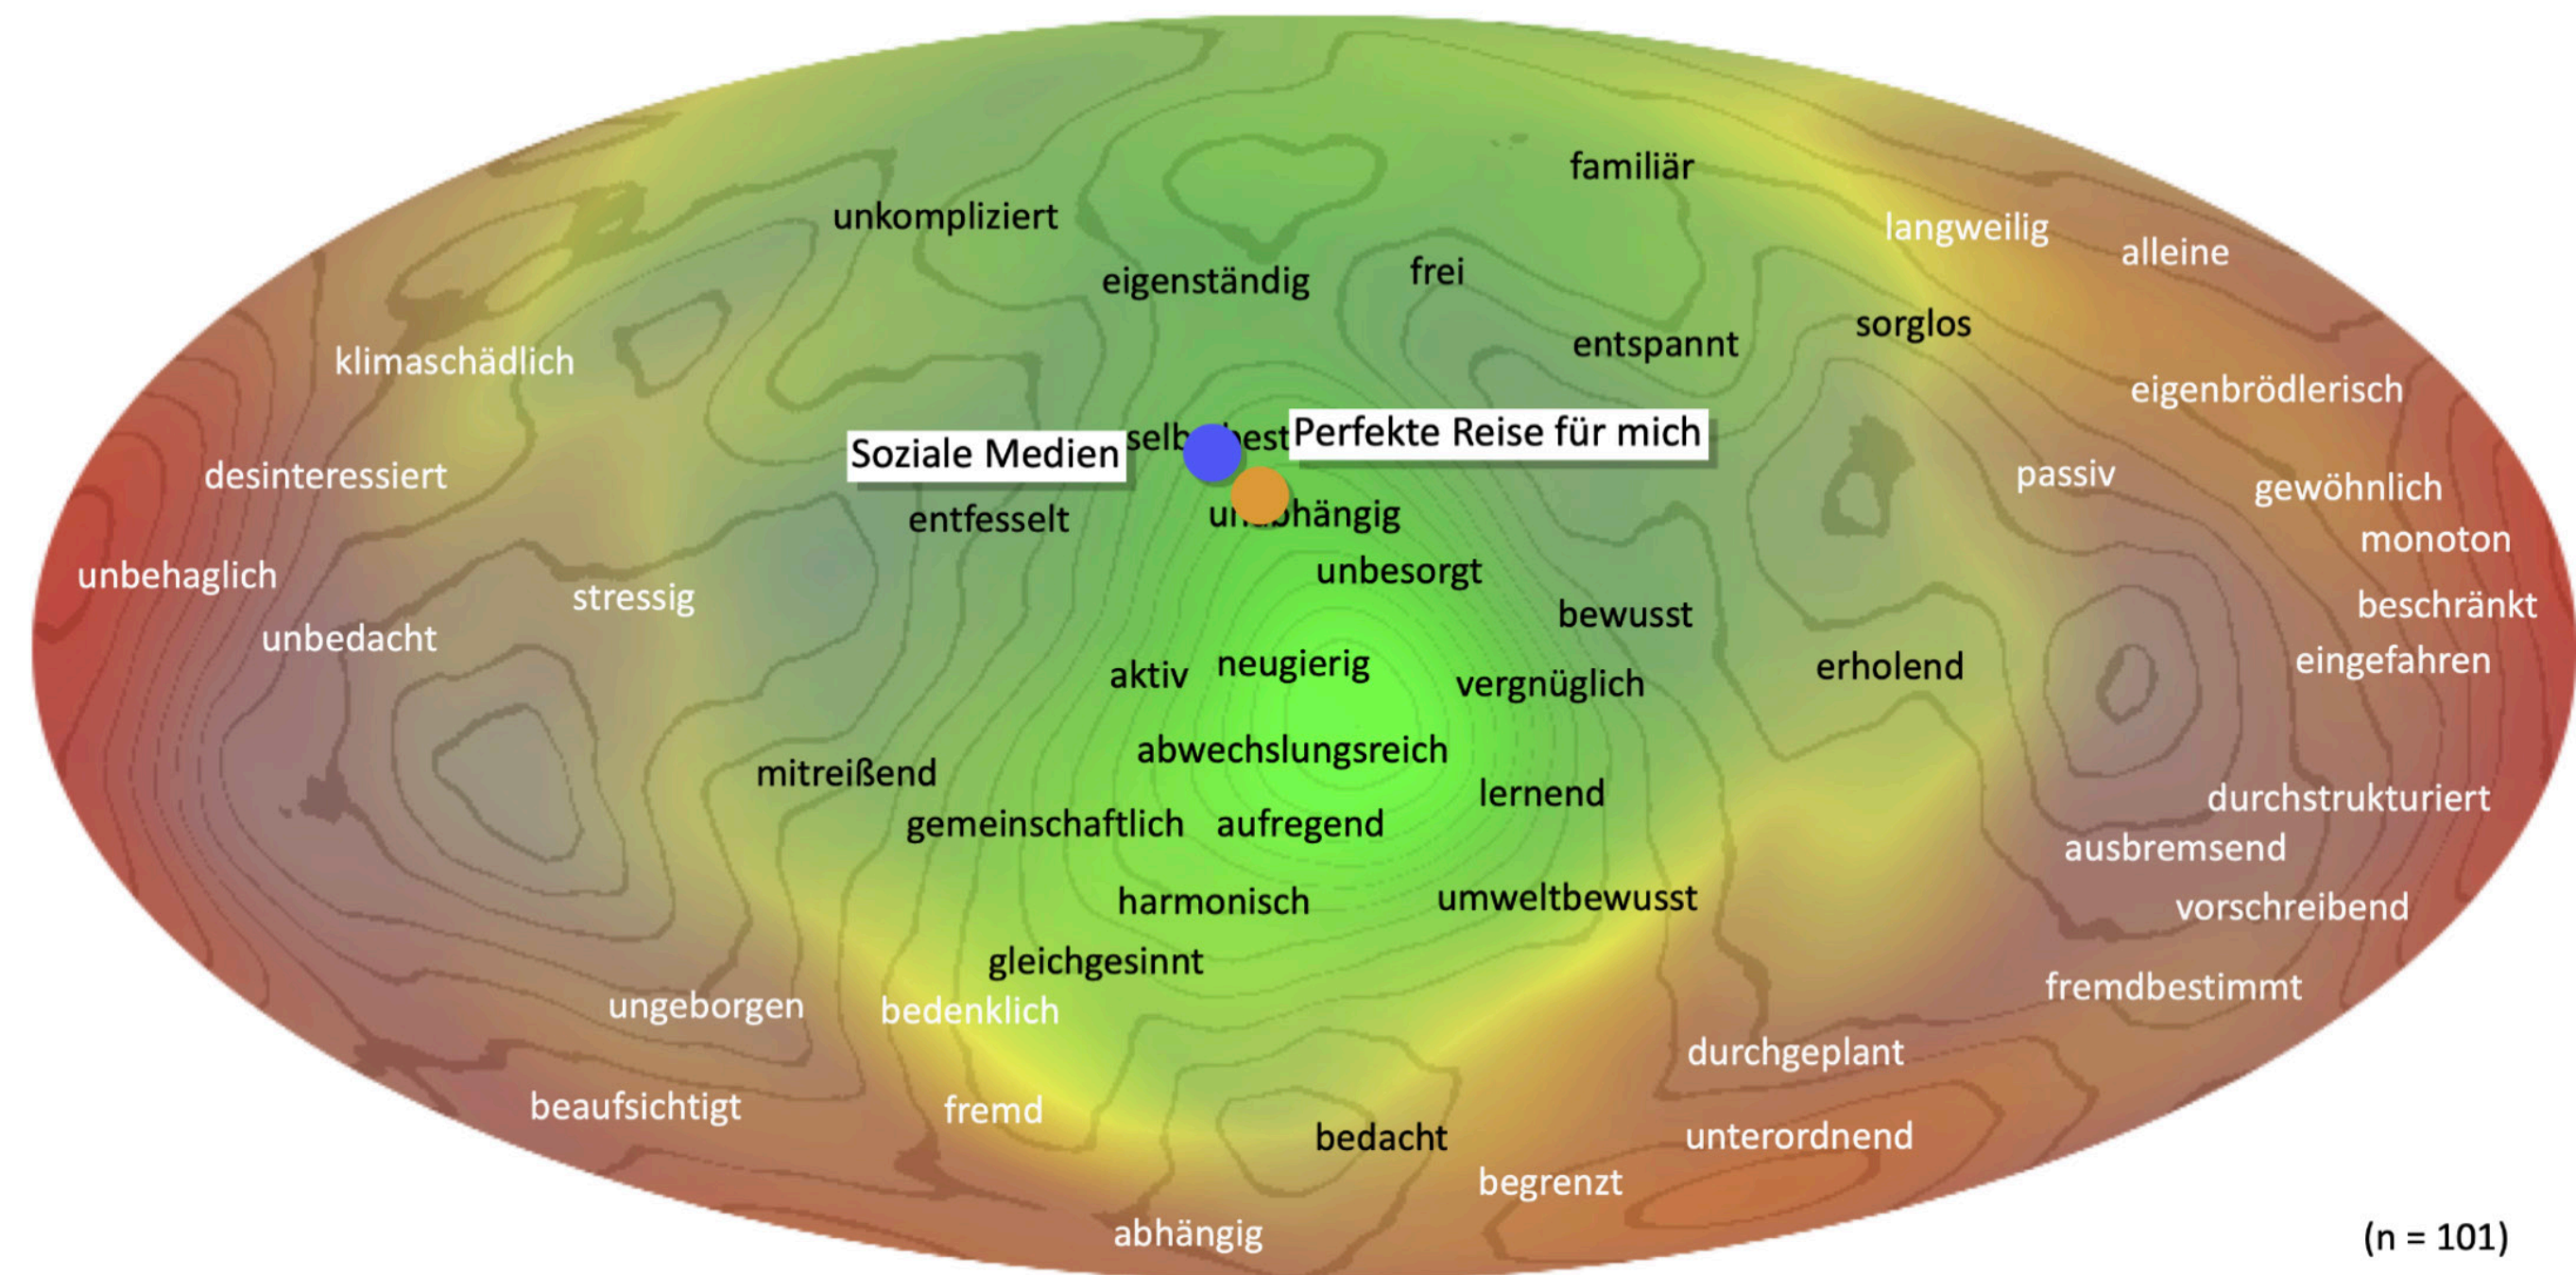 familiär
unkompliziert
langweilig
alleine
eigenständig
frei
sorglos
entspannt
klimaschädlich
eigenbrödlerisch
Soziale Medien
Perfekte Reise für mich
desinteressiert
passiv
gewöhnlich
entfesselt
monoton
unbehaglich
unbesorgt
stressig
bewusst
beschränkt
unbedacht
aktiv
neugierig
vergnüglich
erholend
eingefahren
abwechslungsreich
mitreißend
lernend
durchstrukturiert
gemeinschaftlich
aufregend
ausbremsend
harmonisch
umweltbewusst
vorschreibend
gleichgesinnt
fremdbestimmt
ungeborgen
bedenklich
durchgeplant
beaufsichtigt
fremd
bedacht
unterordnend
begrenzt
abhängig
(n = 101)